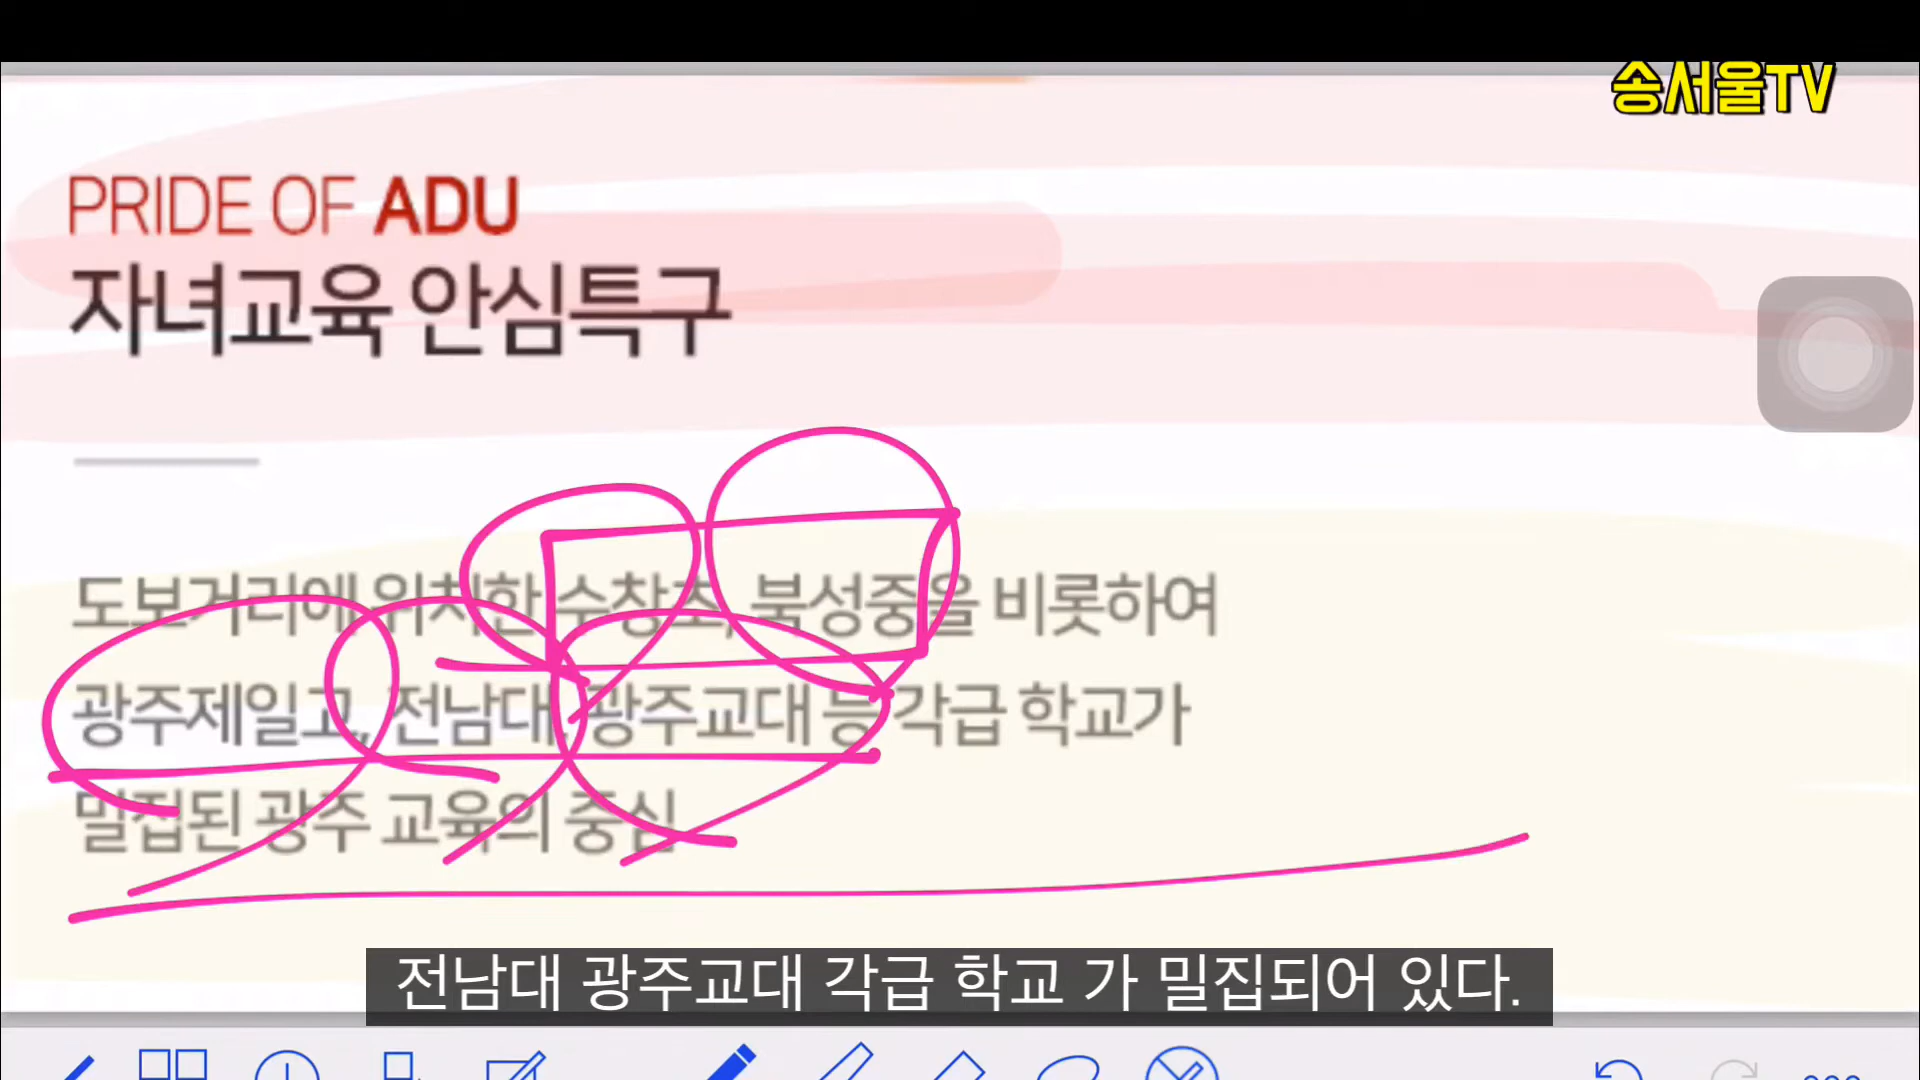 송서울TV
PRIDE OF ADU
자녀교육 안심특구
도보거리에 위치한 수창초, 북성중을 비롯하여
광주제일고, 전남대, 광주교대 등 각급 학교가
밀집된 광주 교육의 중심
전남대 광주교대 각급 학교 가 밀집되어 있다.